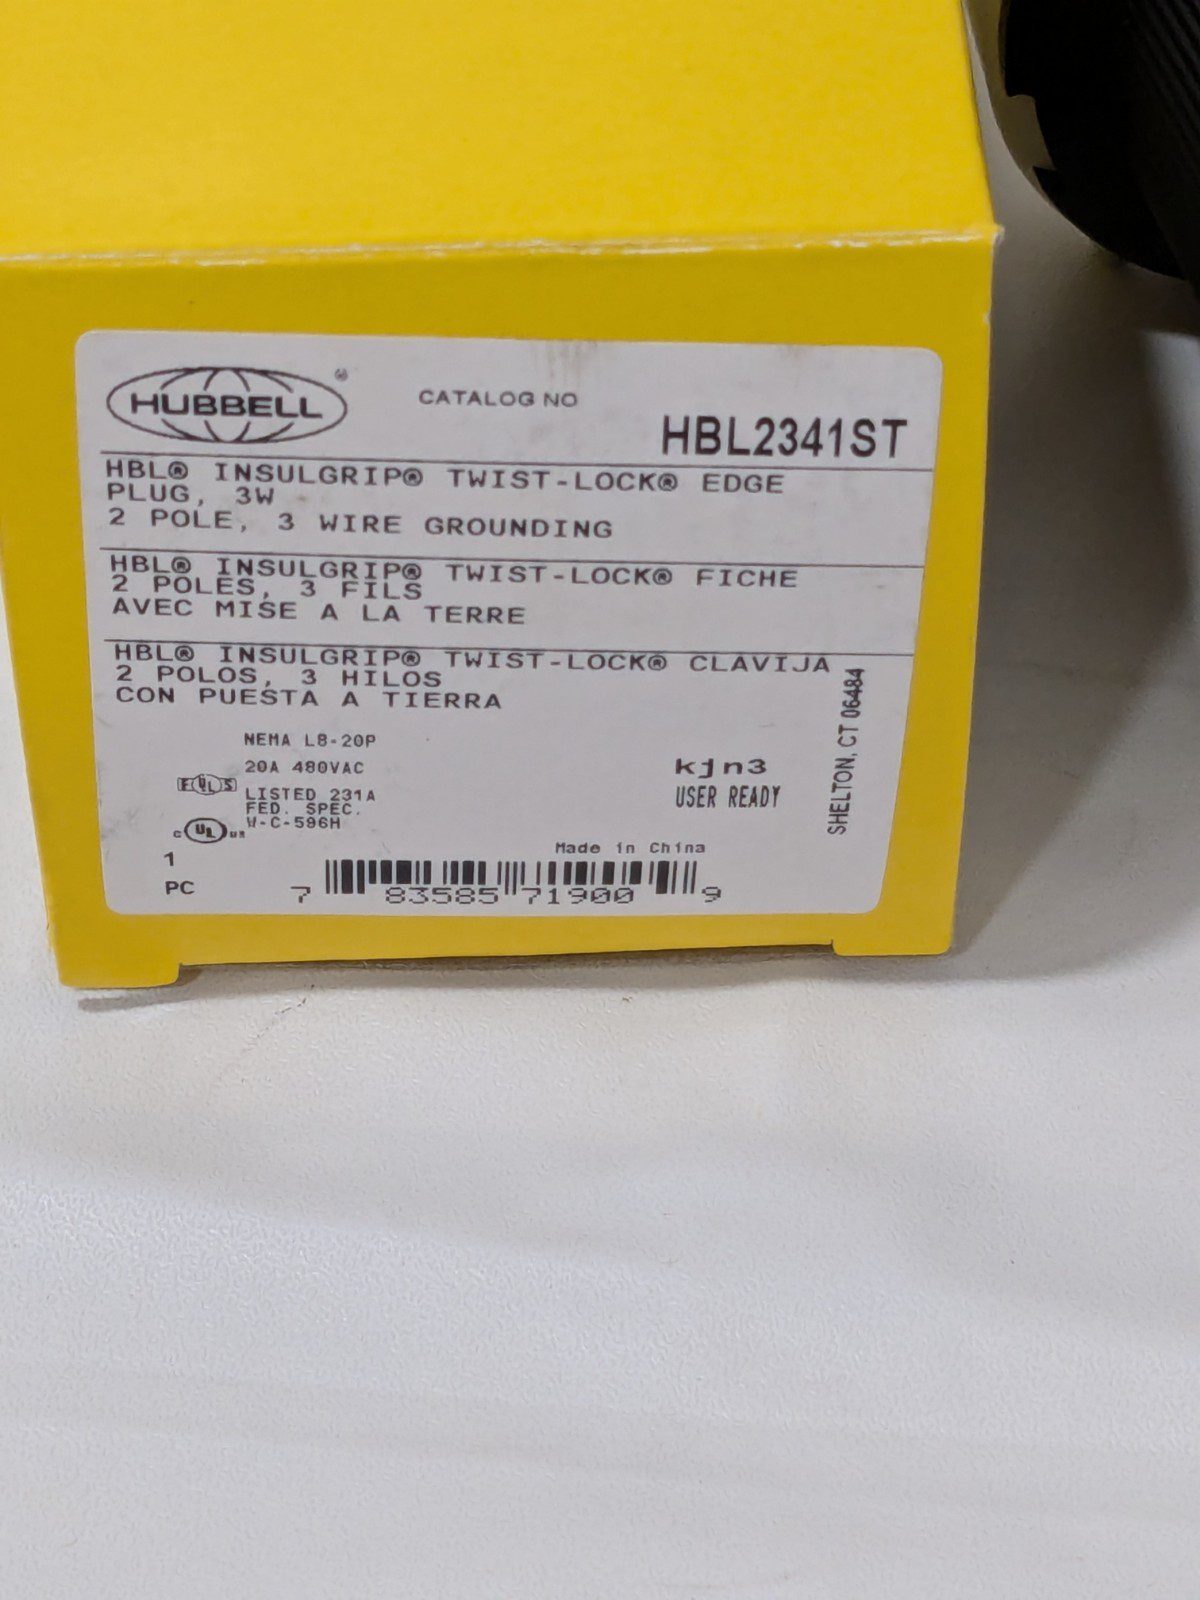 HUBBELL®
CATALOG NO
HBL2341ST
HBL® INSULGRIP® TWIST-LOCK® EDGE
PLUG, 3W
2 POLE, 3 WIRE GROUNDING
HBL® INSULGRIP® TWIST-LOCK® FICHE
2 POLES, 3 FILS
AVEC MISE A LA TERRE
HBL® INSULGRIP® TWIST-LOCK® CLAVIJA
2 POLOS, 3 HILOS
CON PUESTA A TIERRA
SHELTON, CT 06484
NEMA L8-20P
20A 480VAC
LISTED 231A
FED. SPEC.
W-C-596H
F UL S
c UL us
kjn3
USER READY
1
PC
Made in China
7 83585 71900 9